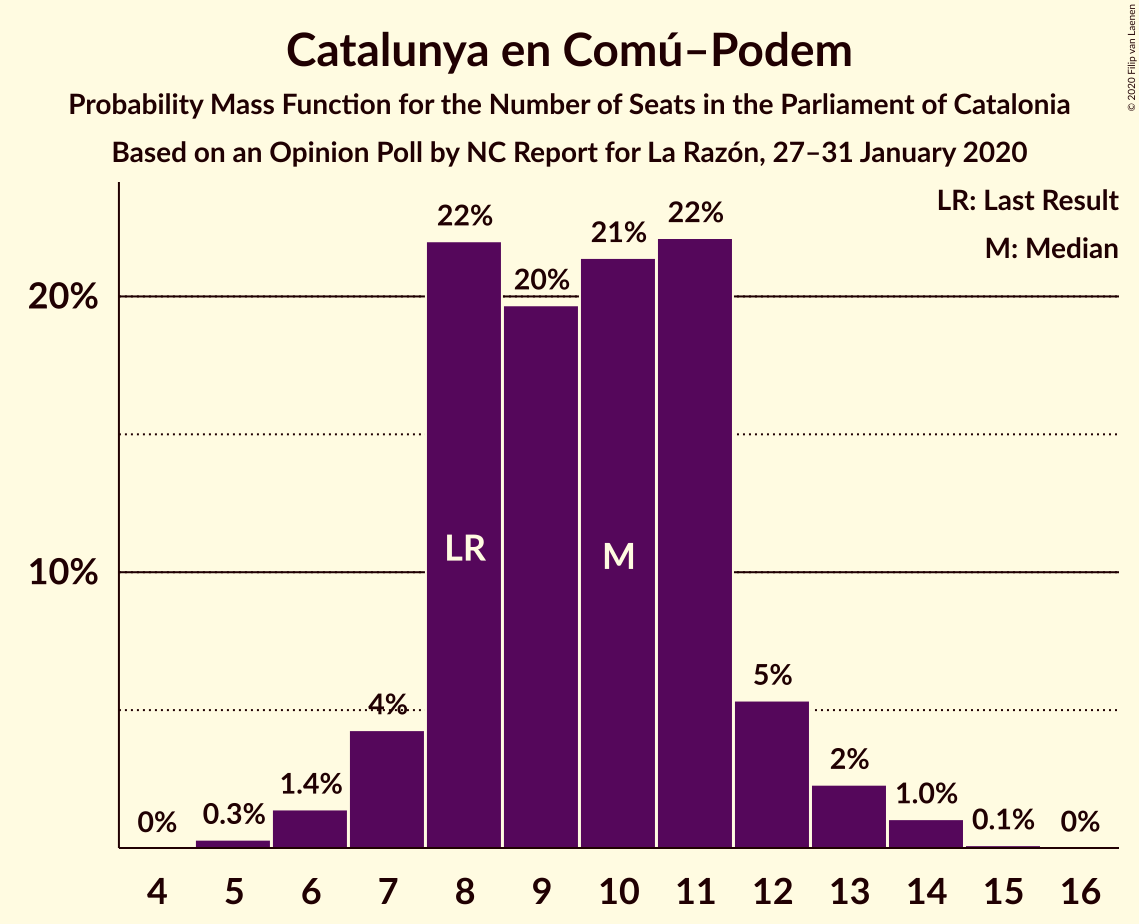 Catalunya en Comú–Podem
Probability Mass Function for the Number of Seats in the Parliament of Catalonia
Based on an Opinion Poll by NC Report for La Razón, 27–31 January 2020
© 2020 Filip van Laenen
LR: Last Result
M: Median
22%
20%
21%
22%
20%
LR
M
10%
5%
4%
2%
1.4%
1.0%
0.3%
0.1%
0%
0%
4 5 6 7 8 9 10 11 12 13 14 15 16